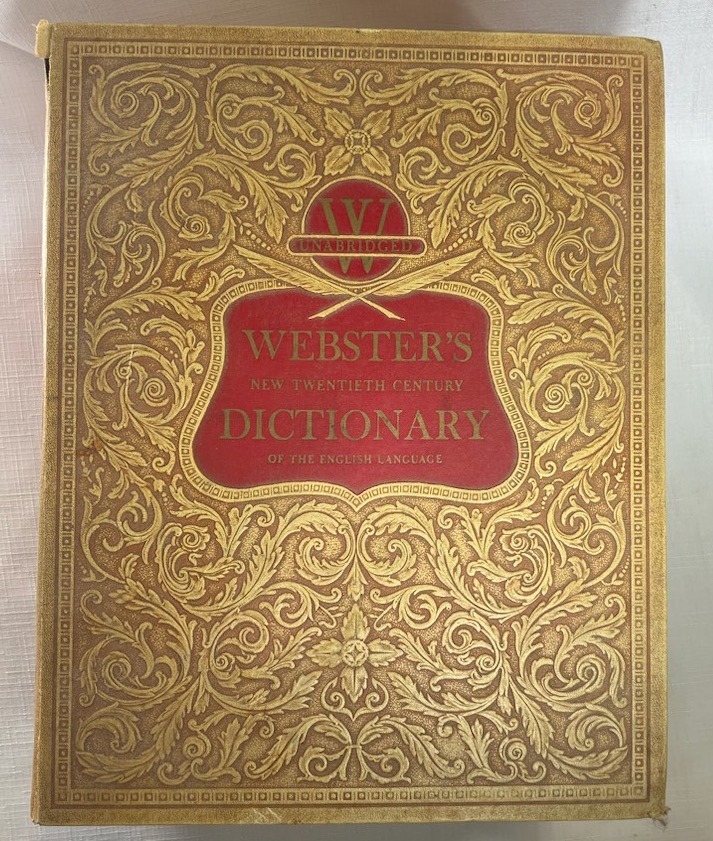 W
UNABRIDGED
WEBSTER'S
NEW TWENTIETH CENTURY
DICTIONARY
OF THE ENGLISH LANGUAGE